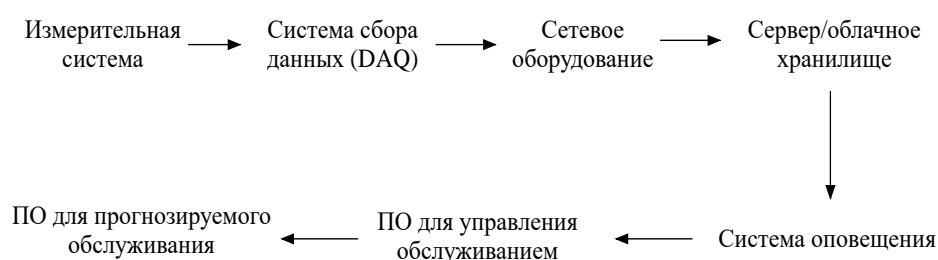 Измерительная
система
Система сбора
данных (DAQ)
Сетевое
оборудование
Сервер/облачное
хранилище
Система оповещения
ПО для управления
обслуживанием
ПО для прогнозируемого
обслуживания